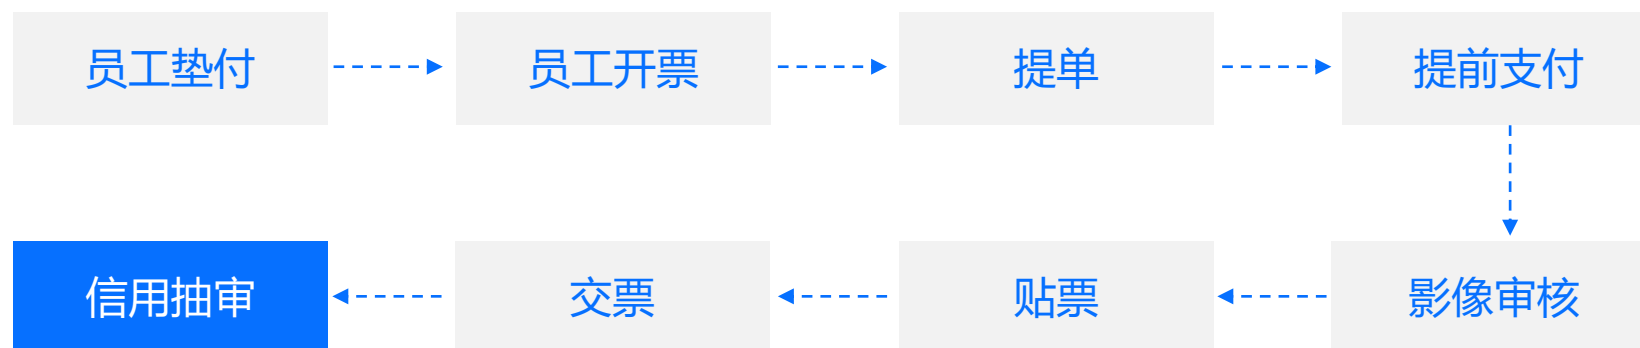 员工垫付
员工开票
提单
提前支付
影像审核
贴票
交票
信用抽审